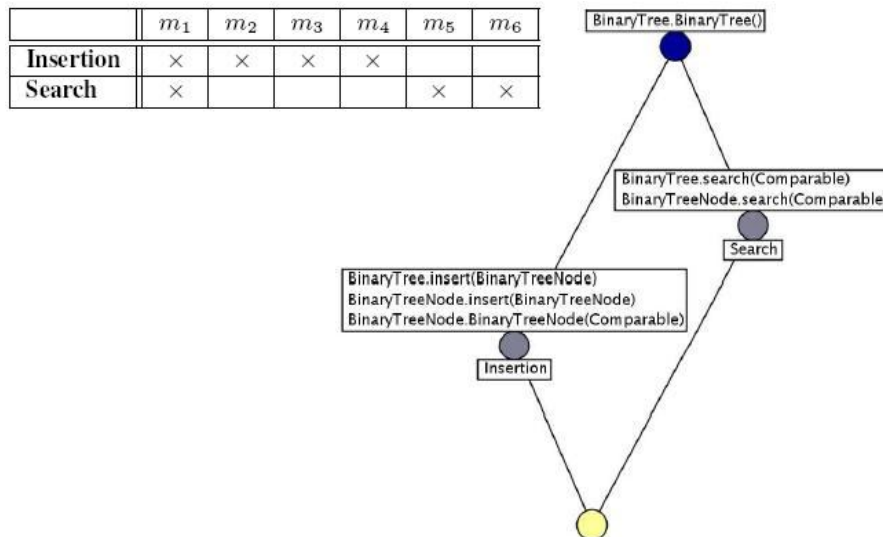 m₁ m₂ m₃ m₄ m₅ m₆
Insertion × × × ×
Search × × ×
BinaryTree.BinaryTree()
BinaryTree.search(Comparable)
BinaryTreeNode.search(Comparable
Search
BinaryTree.insert(BinaryTreeNode)
BinaryTreeNode.insert(BinaryTreeNode)
BinaryTreeNode.BinaryTreeNode(Comparable)
Insertion